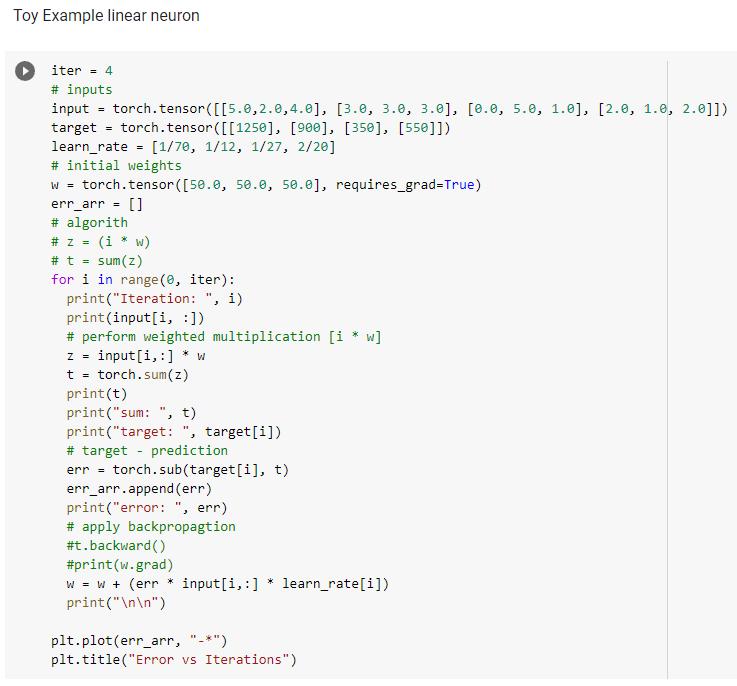 Toy Example linear neuron
iter = 4
# inputs
input = torch.tensor([[5.0,2.0,4.0], [3.0, 3.0, 3.0], [0.0, 5.0, 1.0], [2.0, 1.0, 2.0]])
target = torch.tensor([[1250], [900], [350], [550]])
learn_rate = [1/70, 1/12, 1/27, 2/20]
# initial weights
w = torch.tensor([50.0, 50.0, 50.0], requires_grad=True)
err_arr = []
# algorith
# z = (i * w)
# t = sum(z)
for i in range(0, iter):
  print("Iteration: ", i)
  print(input[i, :])
  # perform weighted multiplication [i * w]
  z = input[i,:] * w
  t = torch.sum(z)
  print(t)
  print("sum: ", t)
  print("target: ", target[i])
  # target - prediction
  err = torch.sub(target[i], t)
  err_arr.append(err)
  print("error: ", err)
  # apply backpropagtion
  #t.backward()
  #print(w.grad)
  w = w + (err * input[i,:] * learn_rate[i])
  print("\n\n")
plt.plot(err_arr, "-*")
plt.title("Error vs Iterations")